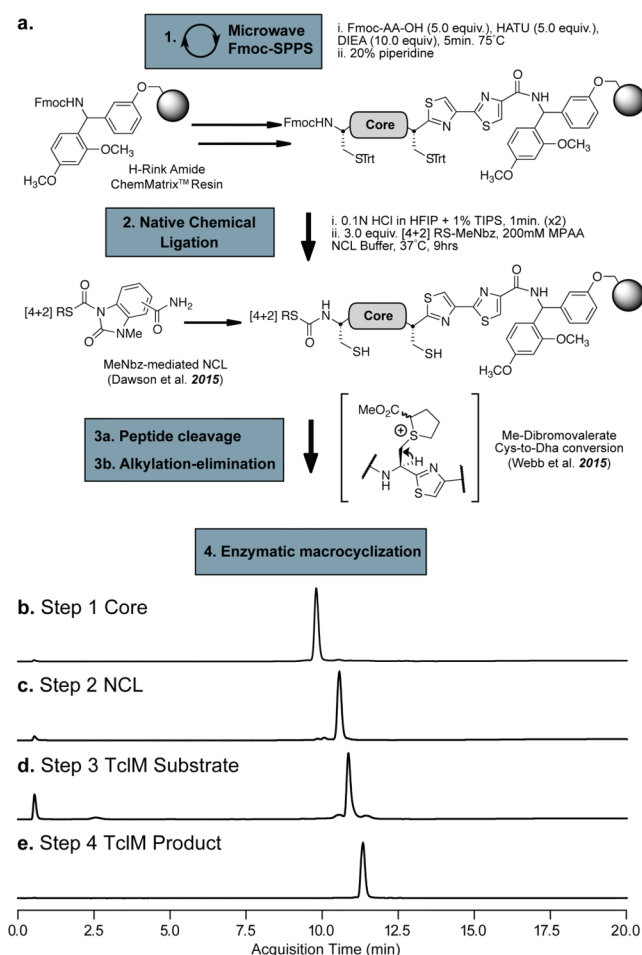 a.
1. Microwave
Fmoc-SPPS
i. Fmoc-AA-OH (5.0 equiv.), HATU (5.0 equiv.),
DIEA (10.0 equiv), 5min. 75°C
ii. 20% piperidine
FmocHN
O
OCH3
H3CO
H-Rink Amide
ChemMatrix™ Resin
FmocHN
Core
STrt
STrt
S
N
S
N
O
NH
O
OCH3
H3CO
2. Native Chemical
Ligation
i. 0.1N HCl in HFIP + 1% TIPS, 1min. (x2)
ii. 3.0 equiv. [4+2] RS-MeNbz, 200mM MPAA
NCL Buffer, 37°C, 9hrs
[4+2] RS
O
N
O
NMe
O
NH2
MeNbz-mediated NCL
(Dawson et al. 2015)
[4+2] RS
O
H
N
Core
SH
SH
S
N
S
N
O
NH
O
OCH3
H3CO
3a. Peptide cleavage
3b. Alkylation-elimination
MeO2C
+
S
H
N
H
N
S
Me-Dibromovalerate
Cys-to-Dha conversion
(Webb et al. 2015)
4. Enzymatic macrocyclization
b. Step 1 Core
c. Step 2 NCL
d. Step 3 TclM Substrate
e. Step 4 TclM Product
0.0 2.5 5.0 7.5 10.0 12.5 15.0 17.5 20.0
Acquisition Time (min)